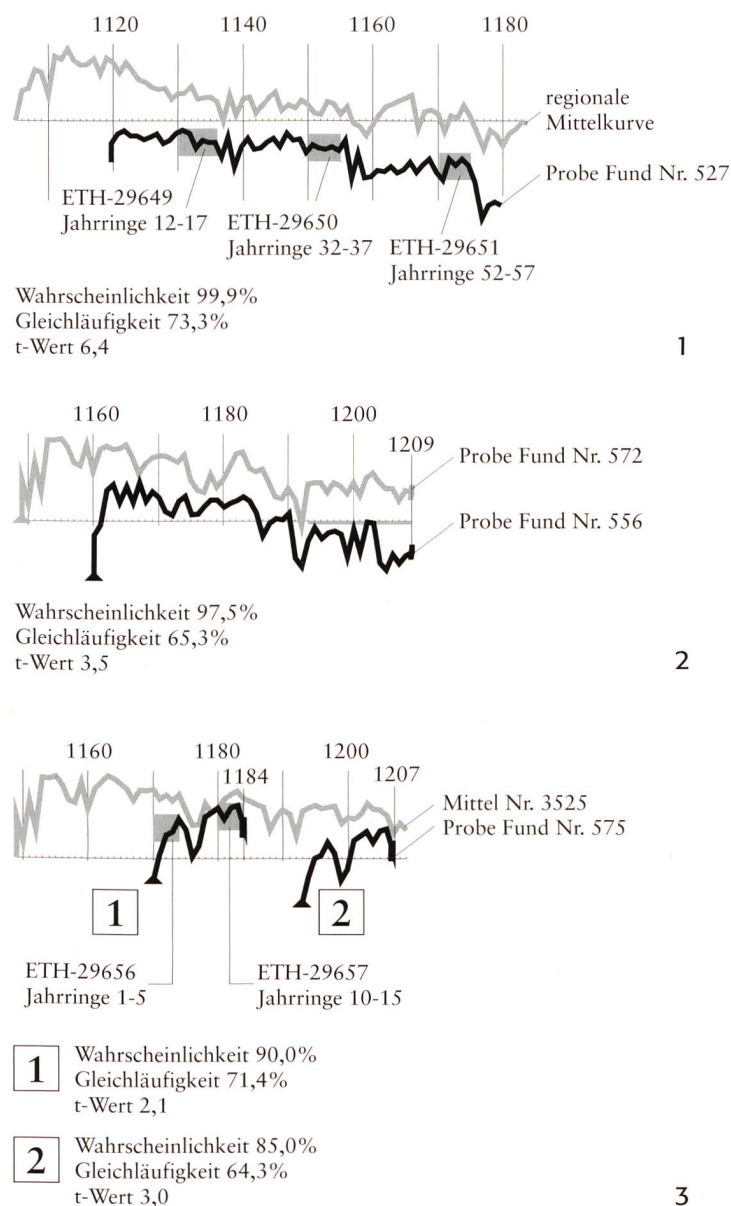 1120 1140 1160 1180
regionale
Mittelkurve
Probe Fund Nr. 527
ETH-29649
Jahrringe 12-17
ETH-29650
Jahrringe 32-37
ETH-29651
Jahrringe 52-57
Wahrscheinlichkeit 99,9%
Gleichläufigkeit 73,3%
t-Wert 6,4
1
1160 1180 1200
1209
Probe Fund Nr. 572
Probe Fund Nr. 556
Wahrscheinlichkeit 97,5%
Gleichläufigkeit 65,3%
t-Wert 3,5
2
1160 1180 1200
1184 1207
Mittel Nr. 3525
Probe Fund Nr. 575
1 2
ETH-29656
Jahrringe 1-5
ETH-29657
Jahrringe 10-15
1
Wahrscheinlichkeit 90,0%
Gleichläufigkeit 71,4%
t-Wert 2,1
2
Wahrscheinlichkeit 85,0%
Gleichläufigkeit 64,3%
t-Wert 3,0
3